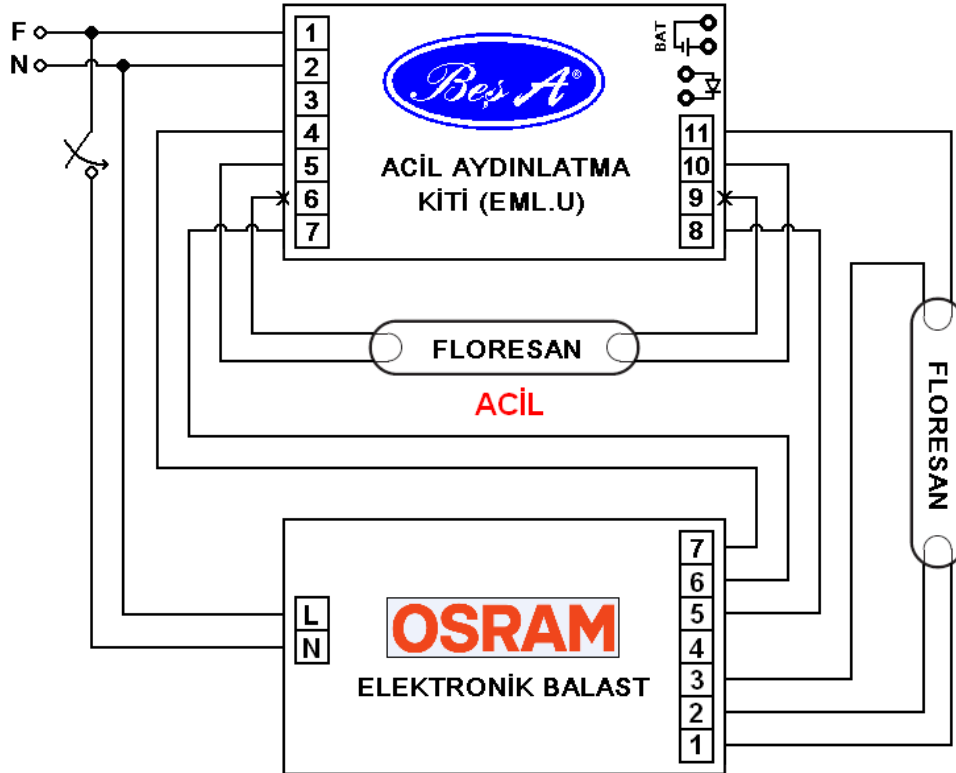 F
N
1
2
3
4
5
6
7
Beş A®
ACİL AYDINLATMA
KİTİ (EML.U)
BAT
11
10
9
8
FLORESAN
ACİL
FLORESAN
L
N
OSRAM
ELEKTRONİK BALAST
7
6
5
4
3
2
1